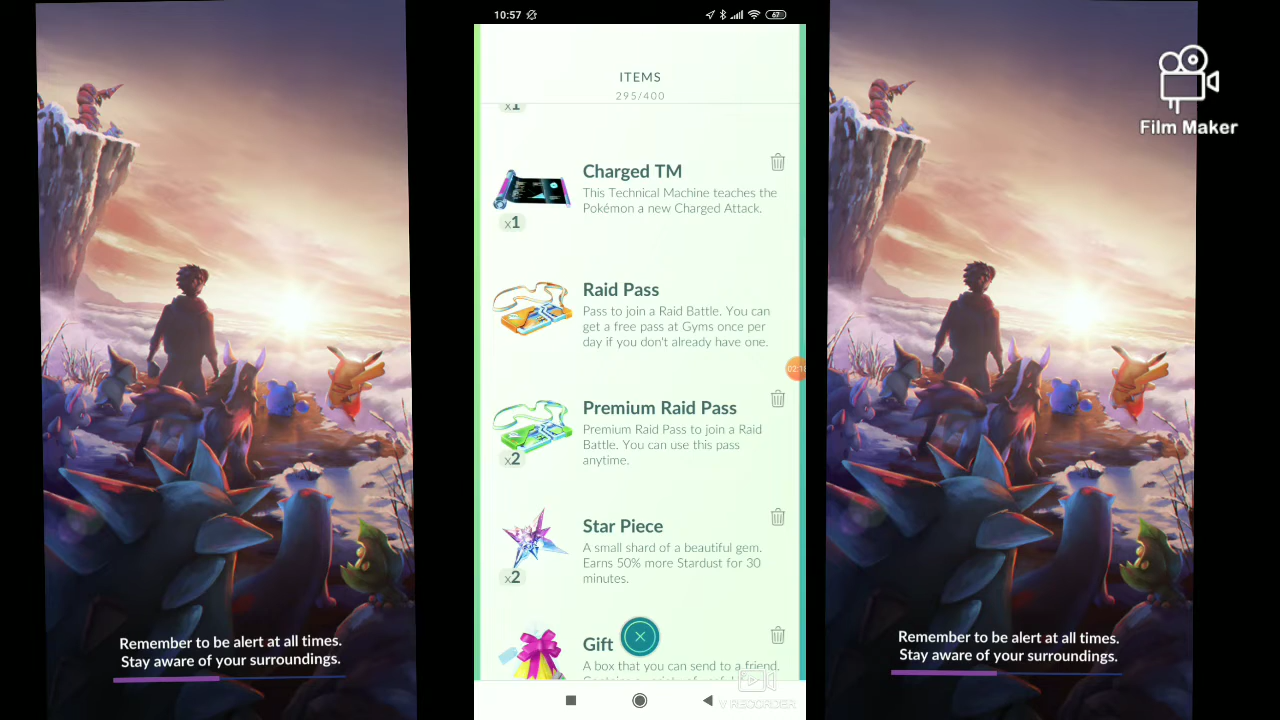 10:57
67
Film Maker
ITEMS
295/400
x1
Charged TM
This Technical Machine teaches the
Pokémon a new Charged Attack.
x1
Raid Pass
Pass to join a Raid Battle. You can
get a free pass at Gyms once per
day if you don't already have one.
02:18
Premium Raid Pass
Premium Raid Pass to join a Raid
Battle. You can use this pass
anytime.
x2
Star Piece
A small shard of a beautiful gem.
Earns 50% more Stardust for 30
minutes.
x2
Gift
A box that you can send to a friend.
V RECORDER
Remember to be alert at all times.
Stay aware of your surroundings.
Remember to be alert at all times.
Stay aware of your surroundings.